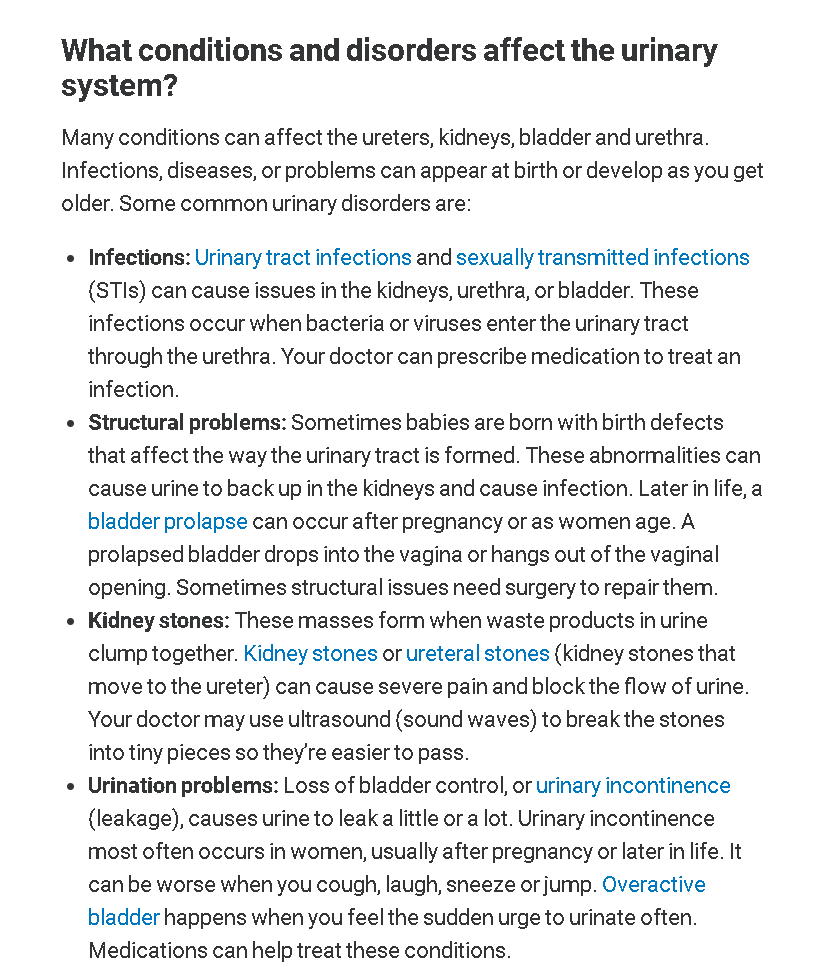 What conditions and disorders affect the urinary
system?
Many conditions can affect the ureters, kidneys, bladder and urethra.
Infections, diseases, or problems can appear at birth or develop as you get
older. Some common urinary disorders are:
• Infections: Urinary tract infections and sexually transmitted infections
(STIs) can cause issues in the kidneys, urethra, or bladder. These
infections occur when bacteria or viruses enter the urinary tract
through the urethra. Your doctor can prescribe medication to treat an
infection.
• Structural problems: Sometimes babies are born with birth defects
that affect the way the urinary tract is formed. These abnormalities can
cause urine to back up in the kidneys and cause infection. Later in life, a
bladder prolapse can occur after pregnancy or as women age. A
prolapsed bladder drops into the vagina or hangs out of the vaginal
opening. Sometimes structural issues need surgery to repair them.
• Kidney stones: These masses form when waste products in urine
clump together. Kidney stones or ureteral stones (kidney stones that
move to the ureter) can cause severe pain and block the flow of urine.
Your doctor may use ultrasound (sound waves) to break the stones
into tiny pieces so they’re easier to pass.
• Urination problems: Loss of bladder control, or urinary incontinence
(leakage), causes urine to leak a little or a lot. Urinary incontinence
most often occurs in women, usually after pregnancy or later in life. It
can be worse when you cough, laugh, sneeze or jump. Overactive
bladder happens when you feel the sudden urge to urinate often.
Medications can help treat these conditions.